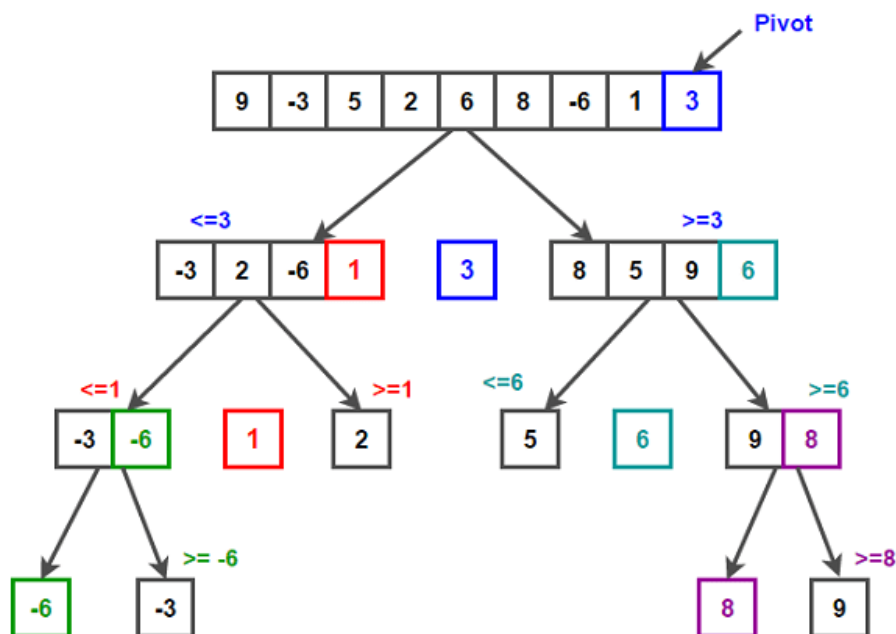 Pivot
9 -3 5 2 6 8 -6 1 3
<=3 >=3
-3 2 -6 1 3 8 5 9 6
<=1 >=1 <=6 >=6
-3 -6 1 2 5 6 9 8
>= -6 >=8
-6 -3 8 9